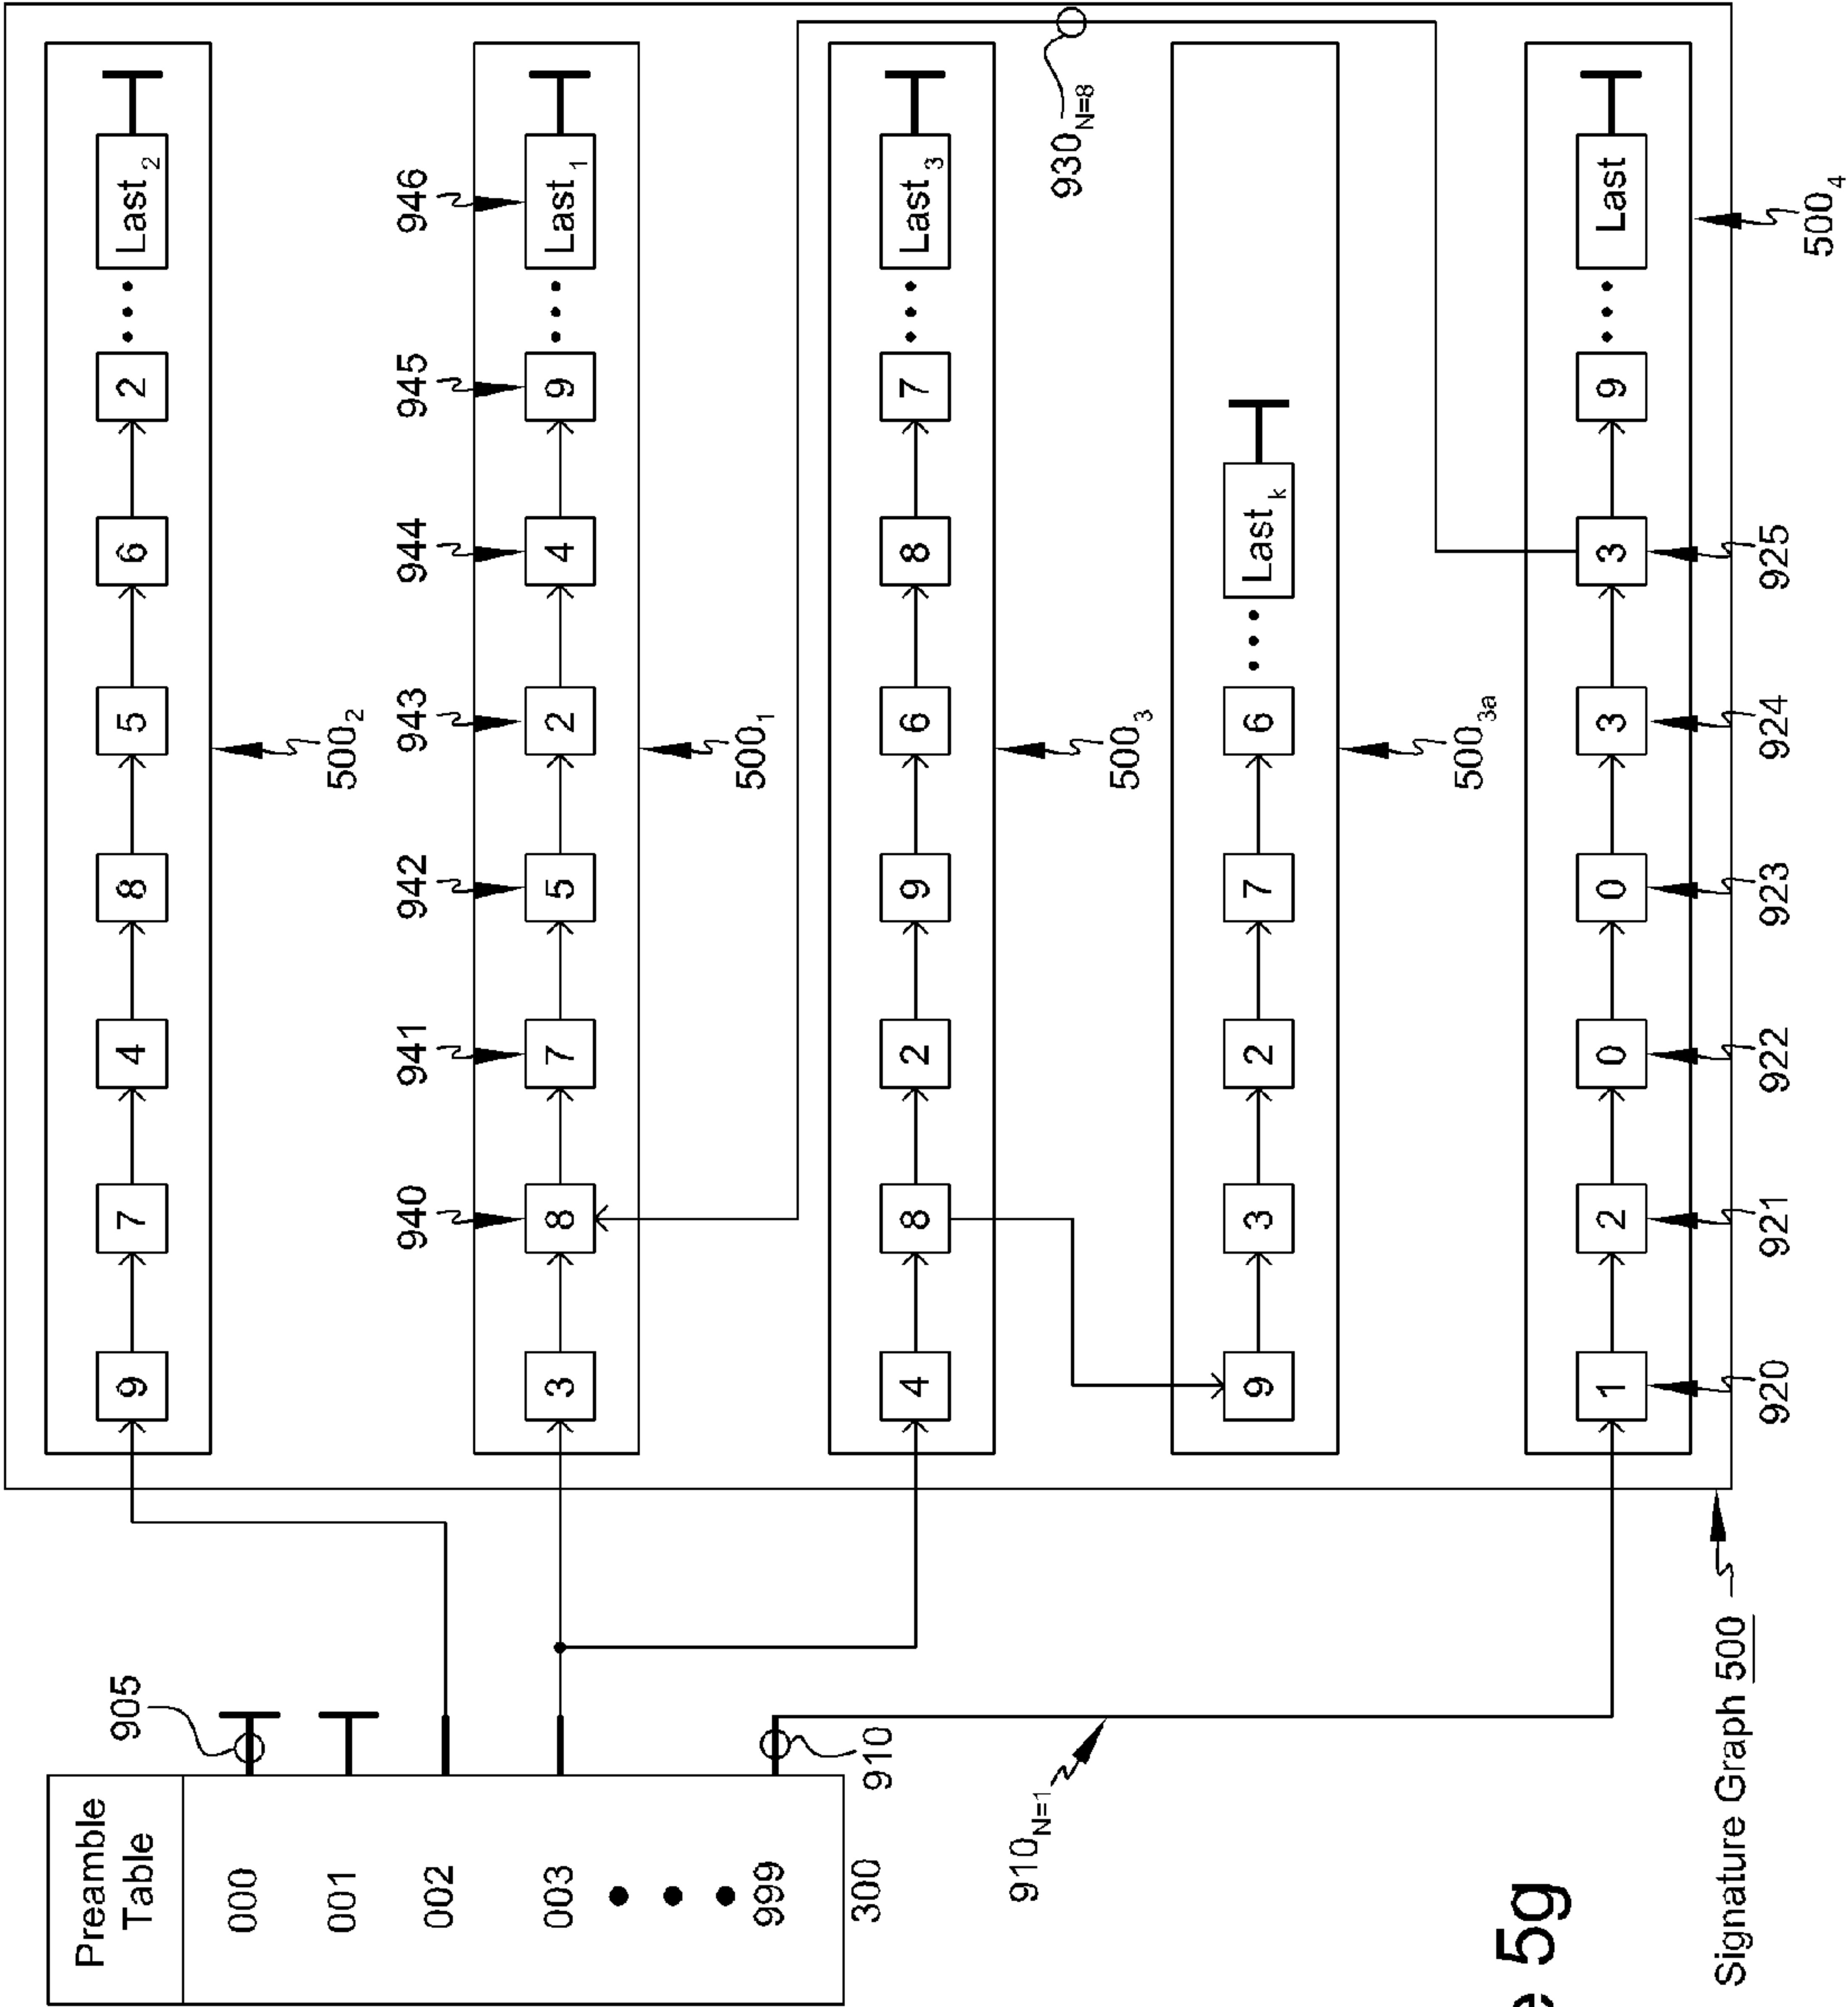 Preamble
Table
000
001
002
003
999
300
905
910
910N=1
9 7 4 8 5 6 2 ... Last 2
500 2
940 941 942 943 944 945 946
3 8 7 5 2 4 9 ... Last 1
500 1
4 8 2 9 6 8 7 ... Last 3
500 3
930 N=8
9 3 2 7 6 ... Last k
500 3a
1 2 0 0 3 3 9 ... Last
920 921 922 923 924 925
500 4
Signature Graph 500
e 5g